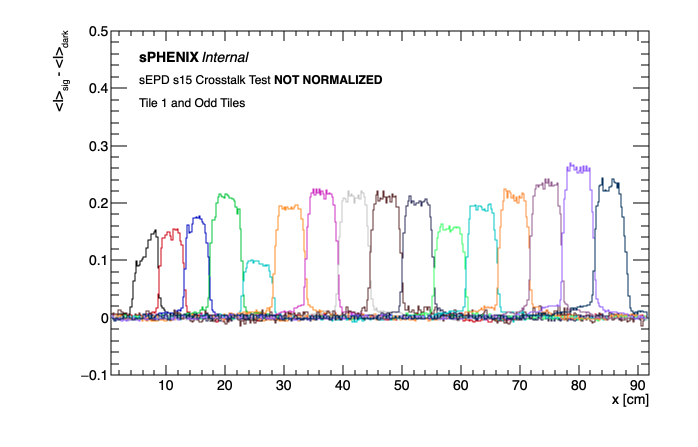 <I>sig - <I>dark
sPHENIX Internal
sEPD s15 Crosstalk Test NOT NORMALIZED
Tile 1 and Odd Tiles
0.5
0.4
0.3
0.2
0.1
0
−0.1
10 20 30 40 50 60 70 80 90
x [cm]